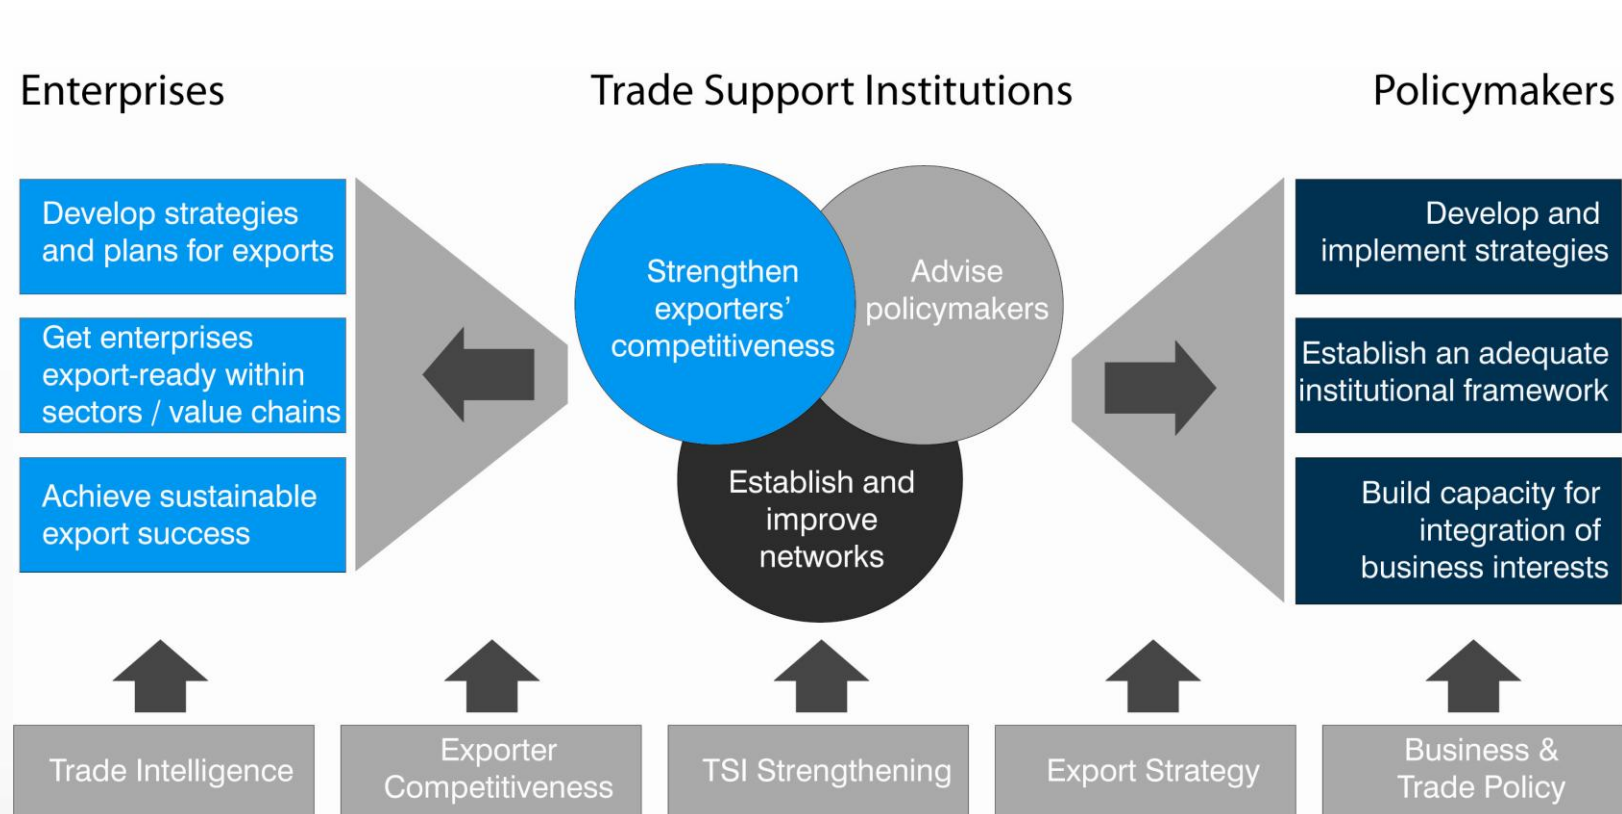 Enterprises
Trade Support Institutions
Policymakers
Develop strategies
and plans for exports
Get enterprises
export-ready within
sectors / value chains
Achieve sustainable
export success
Strengthen
exporters’
competitiveness
Advise
policymakers
Establish and
improve
networks
Develop and
implement strategies
Establish an adequate
institutional framework
Build capacity for
integration of
business interests
Trade Intelligence
Exporter
Competitiveness
TSI Strengthening
Export Strategy
Business &
Trade Policy